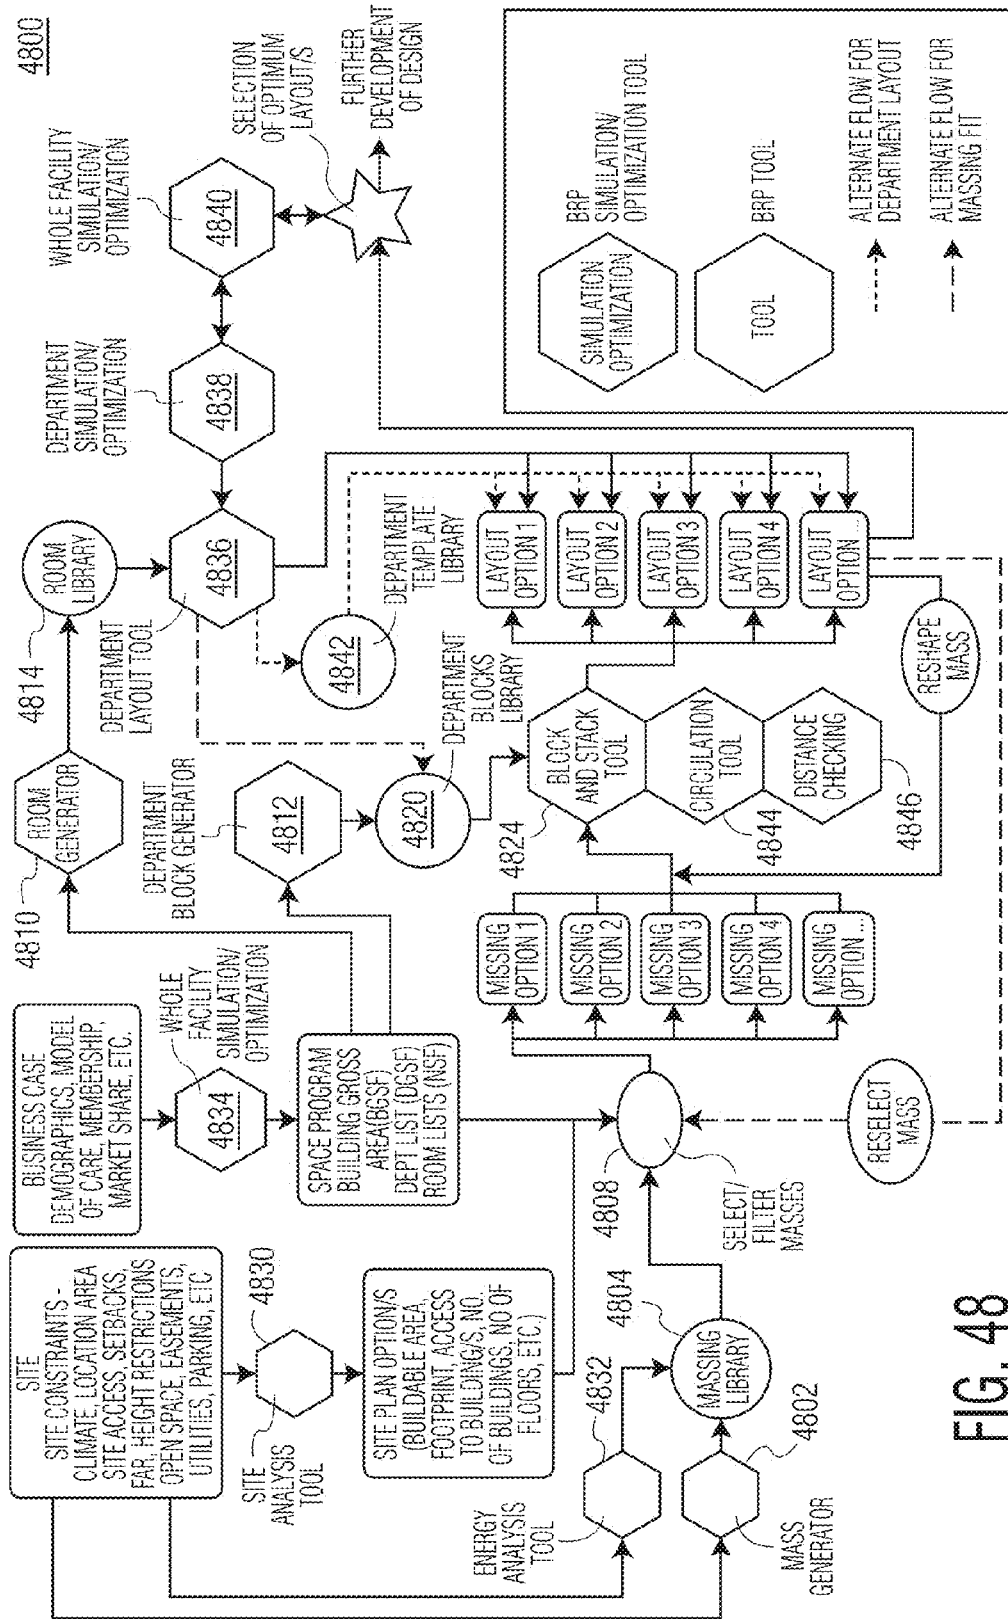 4800
SITE
CONSTRAINTS -
CLIMATE, LOCATION AREA
SITE ACCESS, SETBACKS,
FAR, HEIGHT RESTRICTIONS
OPEN SPACE, EASEMENTS,
UTILITIES, PARKING, ETC
BUSINESS CASE
DEMOGRAPHICS, MODEL
OF CARE, MEMBERSHIP,
MARKET SHARE, ETC.
4810
ROOM
GENERATOR
4814
ROOM
LIBRARY
4830
SITE
ANALYSIS
TOOL
4834
WHOLE
FACILITY
SIMULATION/
OPTIMIZATION
DEPARTMENT
LAYOUT TOOL
4836
DEPARTMENT
SIMULATION/
OPTIMIZATION
4838
WHOLE FACILITY
SIMULATION/
OPTIMIZATION
4840
SELECTION
OF OPTIMUM
LAYOUT/S
FURTHER
DEVELOPMENT
OF DESIGN
SITE PLAN OPTION/S
(BUILDABLE AREA,
FOOTPRINT, ACCESS
TO BUILDING/S, NO.
OF BUILDINGS, NO OF
FLOORS, ETC.)
SPACE PROGRAM
BUILDING GROSS
AREA(BGSF)
DEPT LIST (DGSF)
ROOM LISTS (NSF)
DEPARTMENT
BLOCK GENERATOR
4812
4820
DEPARTMENT
BLOCKS
LIBRARY
4842
DEPARTMENT
TEMPLATE
LIBRARY
ENERGY
ANALYSIS
TOOL
4832
4804
MASSING
LIBRARY
4802
MASS
GENERATOR
4808
SELECT/
FILTER
MASSES
MISSING
OPTION 1
MISSING
OPTION 2
MISSING
OPTION 3
MISSING
OPTION 4
MISSING
OPTION ...
4824
BLOCK
AND STACK
TOOL
CIRCULATION
TOOL
4844
DISTANCE
CHECKING
4846
LAYOUT
OPTION 1
LAYOUT
OPTION 2
LAYOUT
OPTION 3
LAYOUT
OPTION 4
LAYOUT
OPTION
RESELECT
MASS
RESHAPE
MASS
SIMULATION
OPTIMIZATION
BRP
SIMULATION/
OPTIMIZATION TOOL
TOOL
BRP TOOL
ALTERNATE FLOW FOR
DEPARTMENT LAYOUT
ALTERNATE FLOW FOR
MASSING FIT
FIG. 48